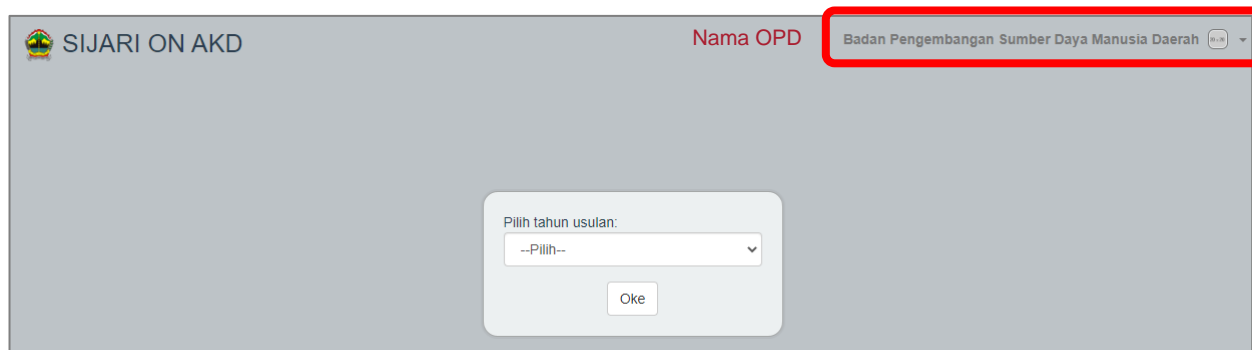 SIJARI ON AKD
Nama OPD
Badan Pengembangan Sumber Daya Manusia Daerah
Pilih tahun usulan:
--Pilih--
Oke